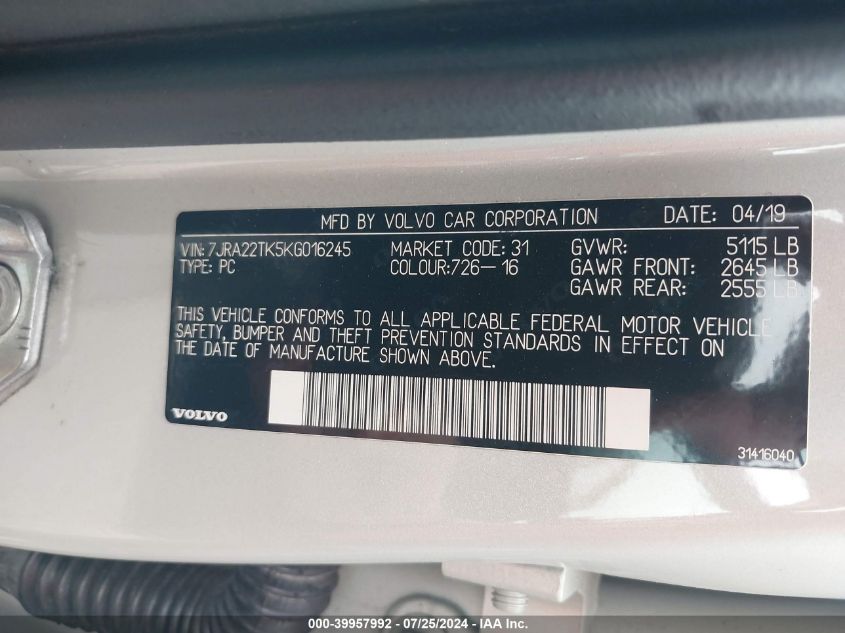 MFD BY VOLVO CAR CORPORATION DATE: 04/19
VIN:7JRA22TK5KG016245 MARKET CODE: 31 GVWR: 5115 LB
TYPE: PC COLOUR:726-16 GAWR FRONT: 2645 LB
GAWR REAR: 2555 LB
THIS VEHICLE CONFORMS TO ALL APPLICABLE FEDERAL MOTOR VEHICLE
SAFETY, BUMPER AND THEFT PREVENTION STANDARDS IN EFFECT ON
THE DATE OF MANUFACTURE SHOWN ABOVE.
VOLVO
31416040
000-39957992 / 07/25/2024 - IAA Inc.